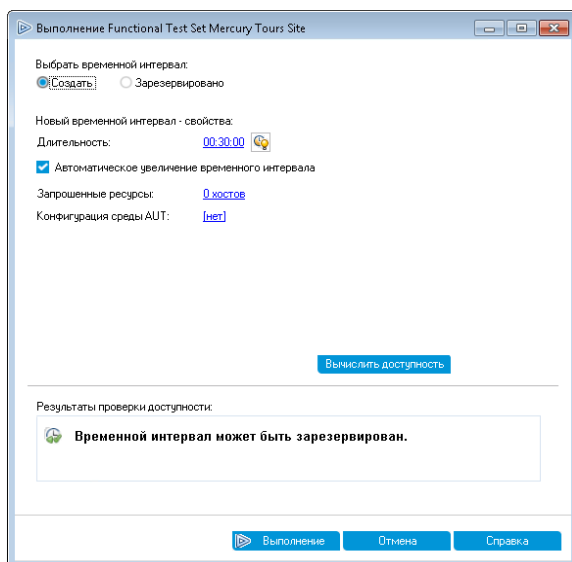 Выполнение Functional Test Set Mercury Tours Site
Выбрать временной интервал:
Создать Зарезервировано
Новый временной интервал - свойства:
Длительность: 00:30:00
Автоматическое увеличение временного интервала
Запрошенные ресурсы: 0 хостов
Конфигурация среды AUT: [нет]
Вычислить доступность
Результаты проверки доступности:
Временной интервал может быть зарезервирован.
Выполнение Отмена Справка